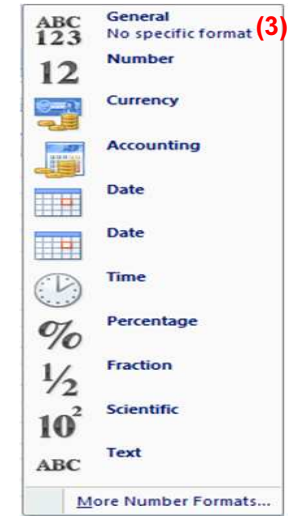 ABC General
123 No specific format (3)
12 Number
Currency
Accounting
Date
Date
Time
% Percentage
1/2 Fraction
10² Scientific
ABC Text
More Number Formats...